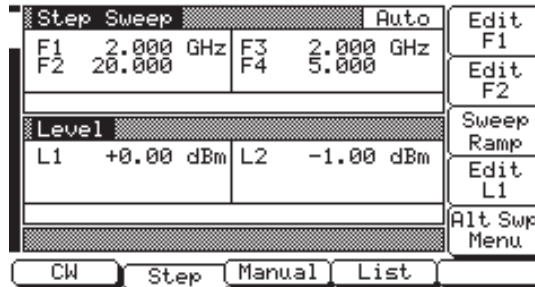 Step Sweep Auto
F1 2.000 GHz F3 2.000 GHz
F2 20.000 F4 5.000
Level
L1 +0.00 dBm L2 -1.00 dBm
Edit F1
Edit F2
Sweep Ramp
Edit L1
Alt Swp Menu
CW Step Manual List